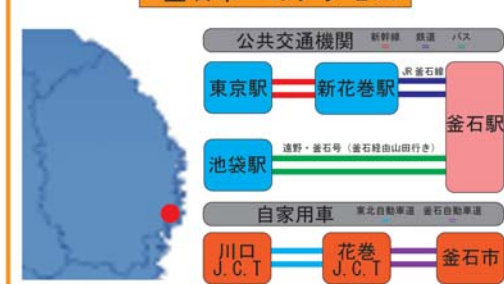 公共交通機関 新幹線 鉄道 バス
東京駅 新花巻駅 JR釜石線 釜石駅
遠野・釜石号(釜石経由山田行き)
池袋駅
自家用車 東北自動車道 釜石自動車道
川口
J.C.T
花巻
J.C.T
釜石市